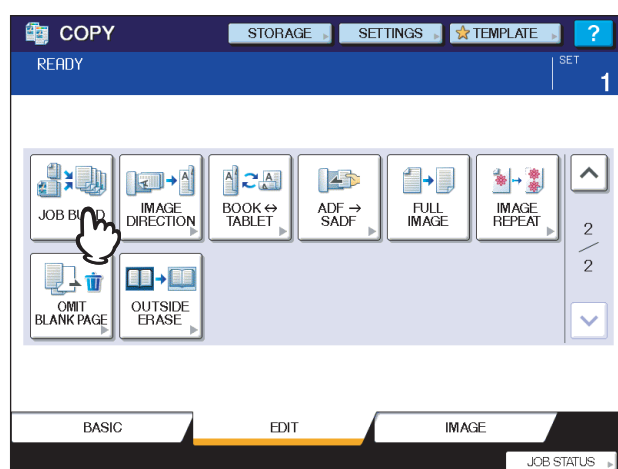 COPY
STORAGE
SETTINGS
TEMPLATE
?
READY
SET
1
JOB BUILD
IMAGE
DIRECTION
BOOK ↔
TABLET
ADF →
SADF
FULL
IMAGE
IMAGE
REPEAT
2
2
OMIT
BLANK PAGE
OUTSIDE
ERASE
BASIC
EDIT
IMAGE
JOB STATUS